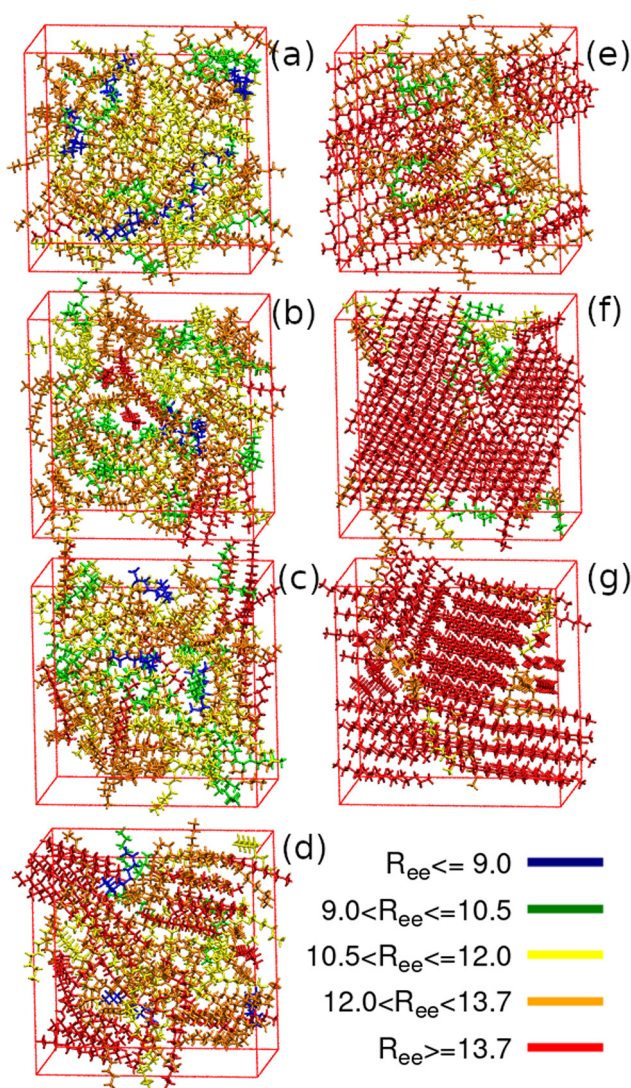 (a)
(e)
(b)
(f)
(c)
(g)
(d)
R_ee<= 9.0
9.0<R_ee<=10.5
10.5<R_ee<=12.0
12.0<R_ee<13.7
R_ee>=13.7